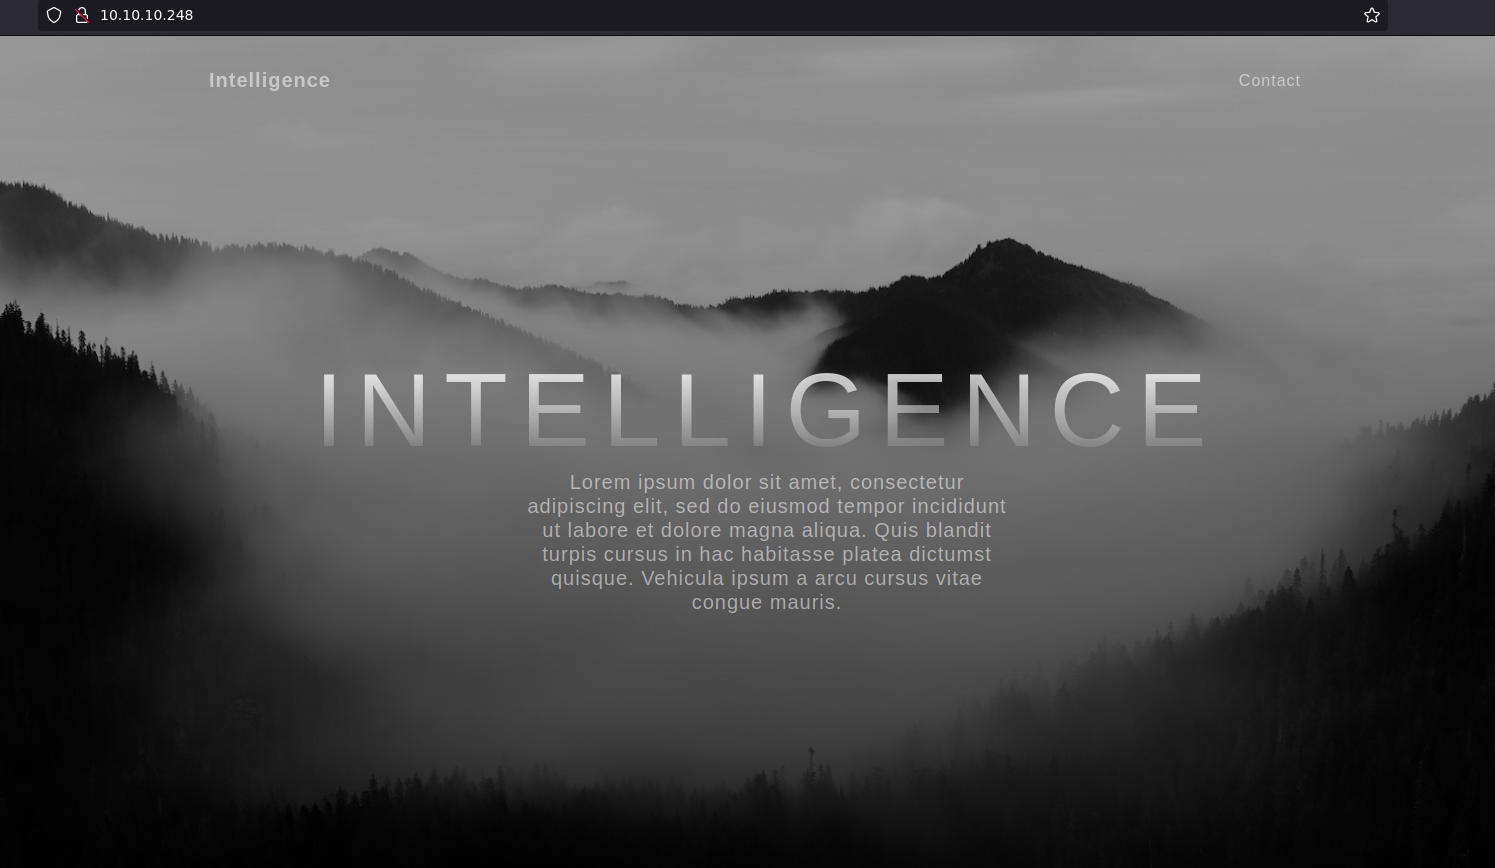 10.10.10.248
Intelligence
Contact
INTELLIGENCE
Lorem ipsum dolor sit amet, consectetur
adipiscing elit, sed do eiusmod tempor incididunt
ut labore et dolore magna aliqua. Quis blandit
turpis cursus in hac habitasse platea dictumst
quisque. Vehicula ipsum a arcu cursus vitae
congue mauris.